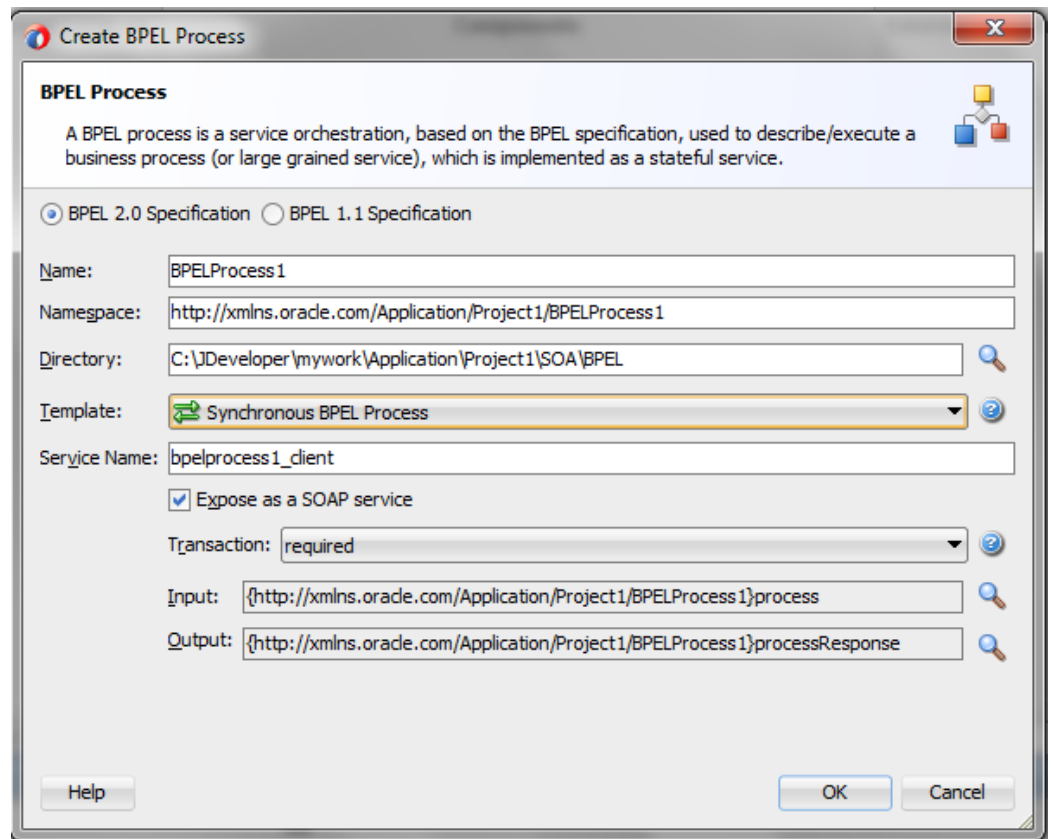 Create BPEL Process
BPEL Process
A BPEL process is a service orchestration, based on the BPEL specification, used to describe/execute a
business process (or large grained service), which is implemented as a stateful service.
BPEL 2.0 Specification BPEL 1.1 Specification
Name: BPELProcess1
Namespace: http://xmlns.oracle.com/Application/Project1/BPELProcess1
Directory: C:\JDeveloper\mywork\Application\Project1\SOA\BPEL
Template: Synchronous BPEL Process
Service Name: bpelprocess1_client
Expose as a SOAP service
Transaction: required
Input: {http://xmlns.oracle.com/Application/Project1/BPELProcess1}process
Output: {http://xmlns.oracle.com/Application/Project1/BPELProcess1}processResponse
Help OK Cancel